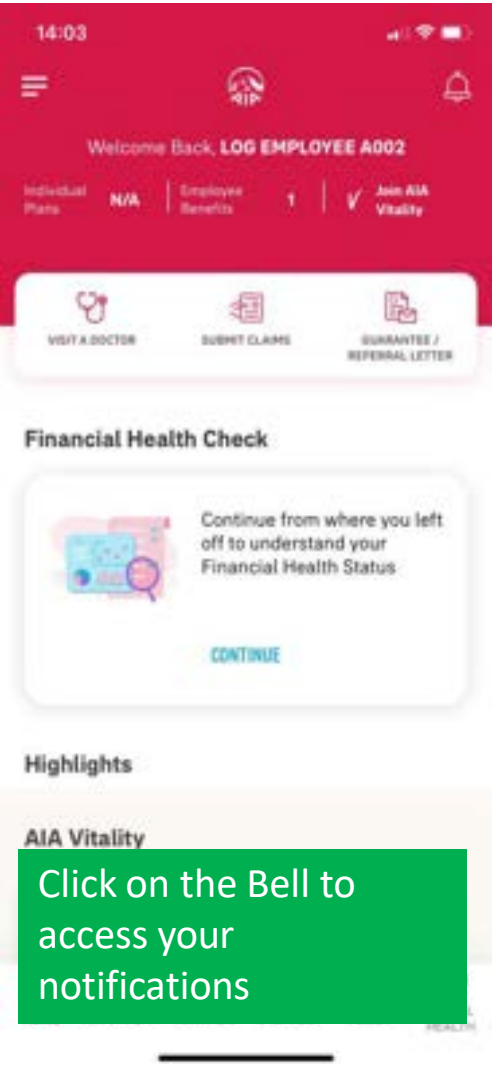 14:03
AIA
Welcome Back, LOG EMPLOYEE A002
Individual Plans N/A Employee Benefits 1 Join AIA Vitality
VISIT A DOCTOR SUBMIT CLAIMS GUARANTEE / REFERRAL LETTER
Financial Health Check
Continue from where you left
off to understand your
Financial Health Status
CONTINUE
Highlights
AIA Vitality
Click on the Bell to
access your
notifications
HEALTH